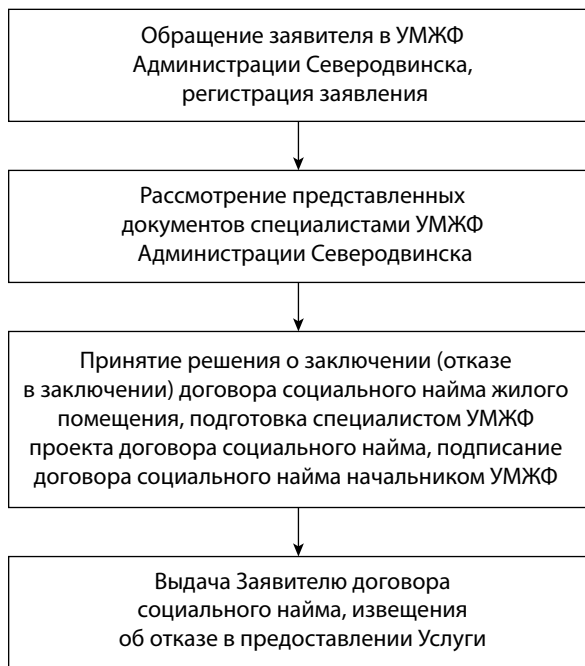 Обращение заявителя в УМЖФ
Администрации Северодвинска,
регистрация заявления
Рассмотрение представленных
документов специалистами УМЖФ
Администрации Северодвинска
Принятие решения о заключении (отказе
в заключении) договора социального найма жилого
помещения, подготовка специалистом УМЖФ
проекта договора социального найма, подписание
договора социального найма начальником УМЖФ
Выдача Заявителю договора
социального найма, извещения
об отказе в предоставлении Услуги